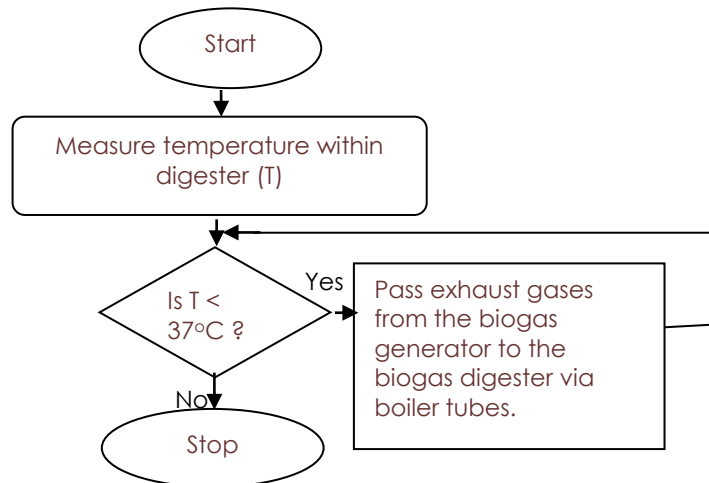 Start
Measure temperature within
digester (T)
Is T <
37°C ?
Yes
Pass exhaust gases
from the biogas
generator to the
biogas digester via
boiler tubes.
No
Stop